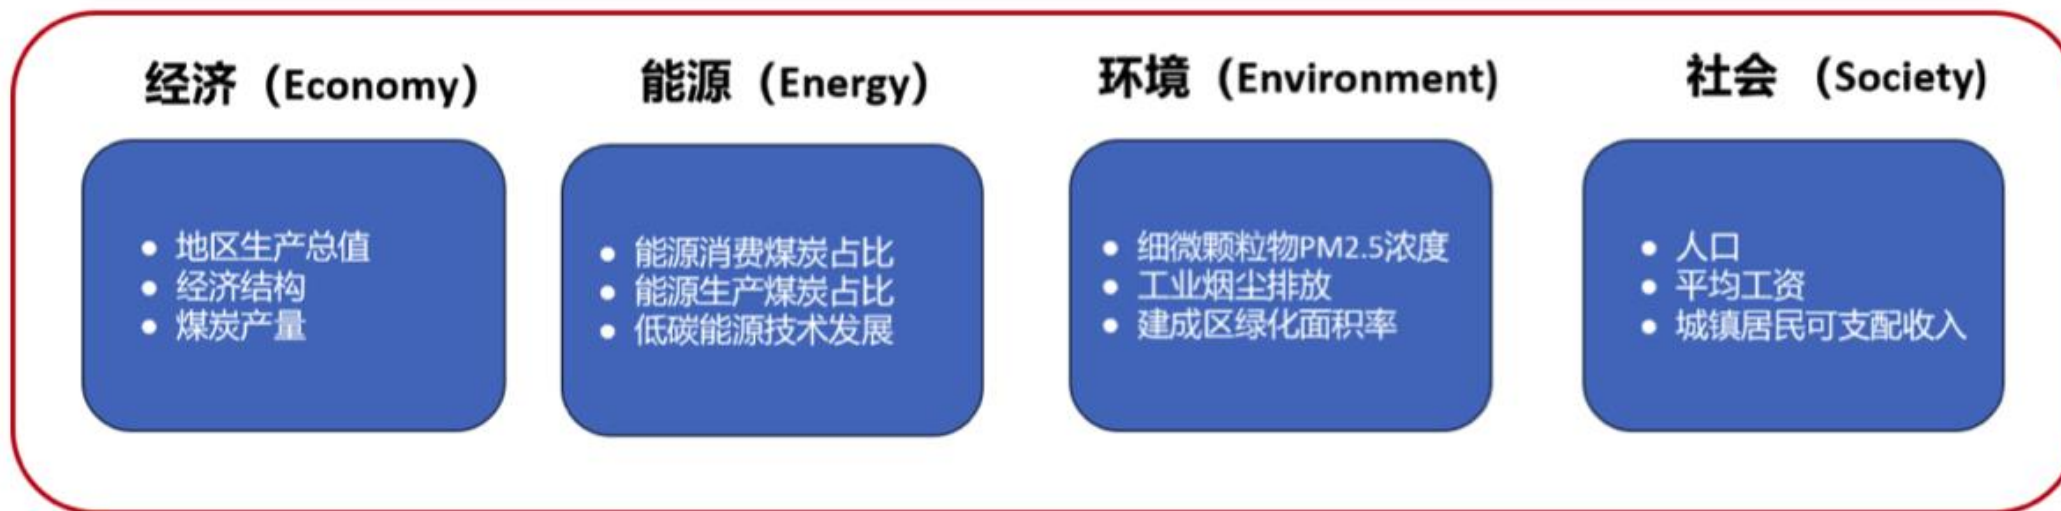 经济（Economy）
• 地区生产总值
• 经济结构
• 煤炭产量
能源（Energy）
• 能源消费煤炭占比
• 能源生产煤炭占比
• 低碳能源技术发展
环境（Environment)
• 细微颗粒物PM2.5浓度
• 工业烟尘排放
• 建成区绿化面积率
社会 （Society)
• 人口
• 平均工资
• 城镇居民可支配收入